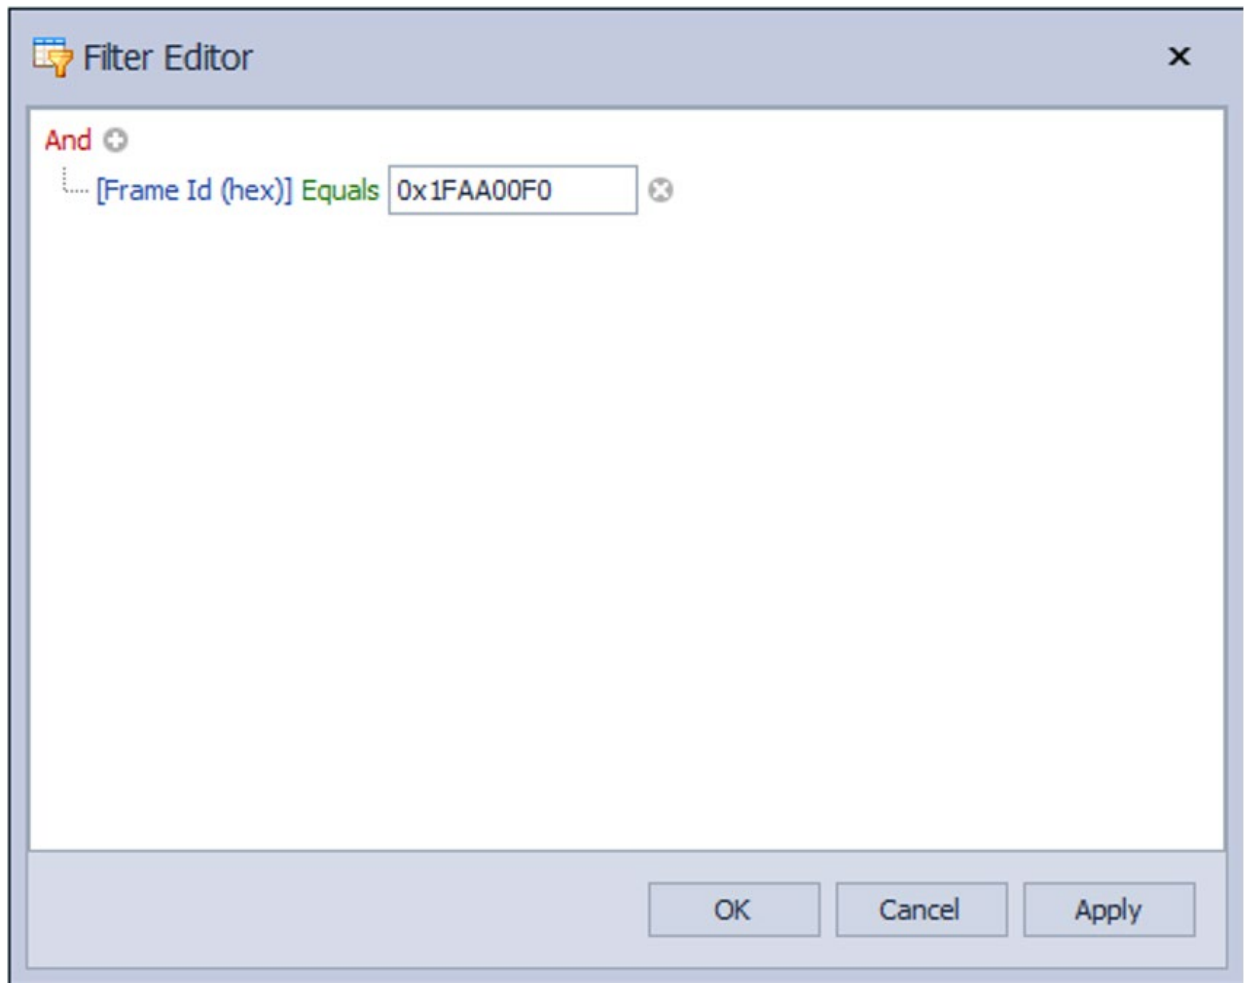 Filter Editor
And
[Frame Id (hex)] Equals 0x1FAA00F0
OK Cancel Apply